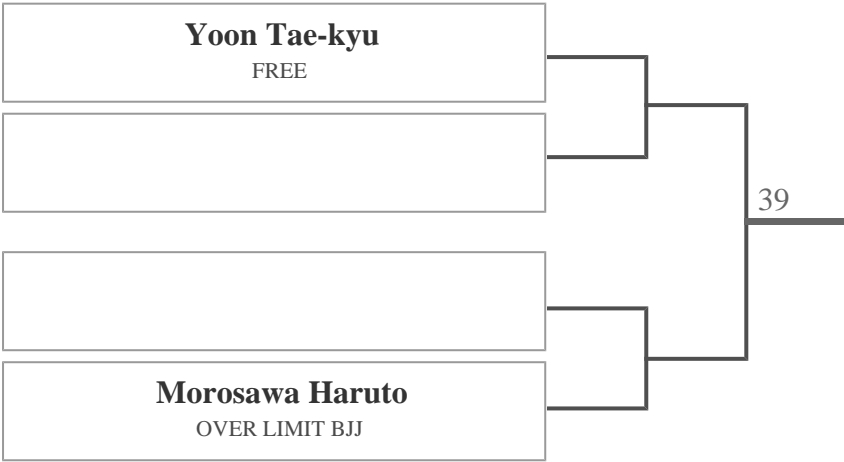 Yoon Tae-kyu
FREE
39
Morosawa Haruto
OVER LIMIT BJJ